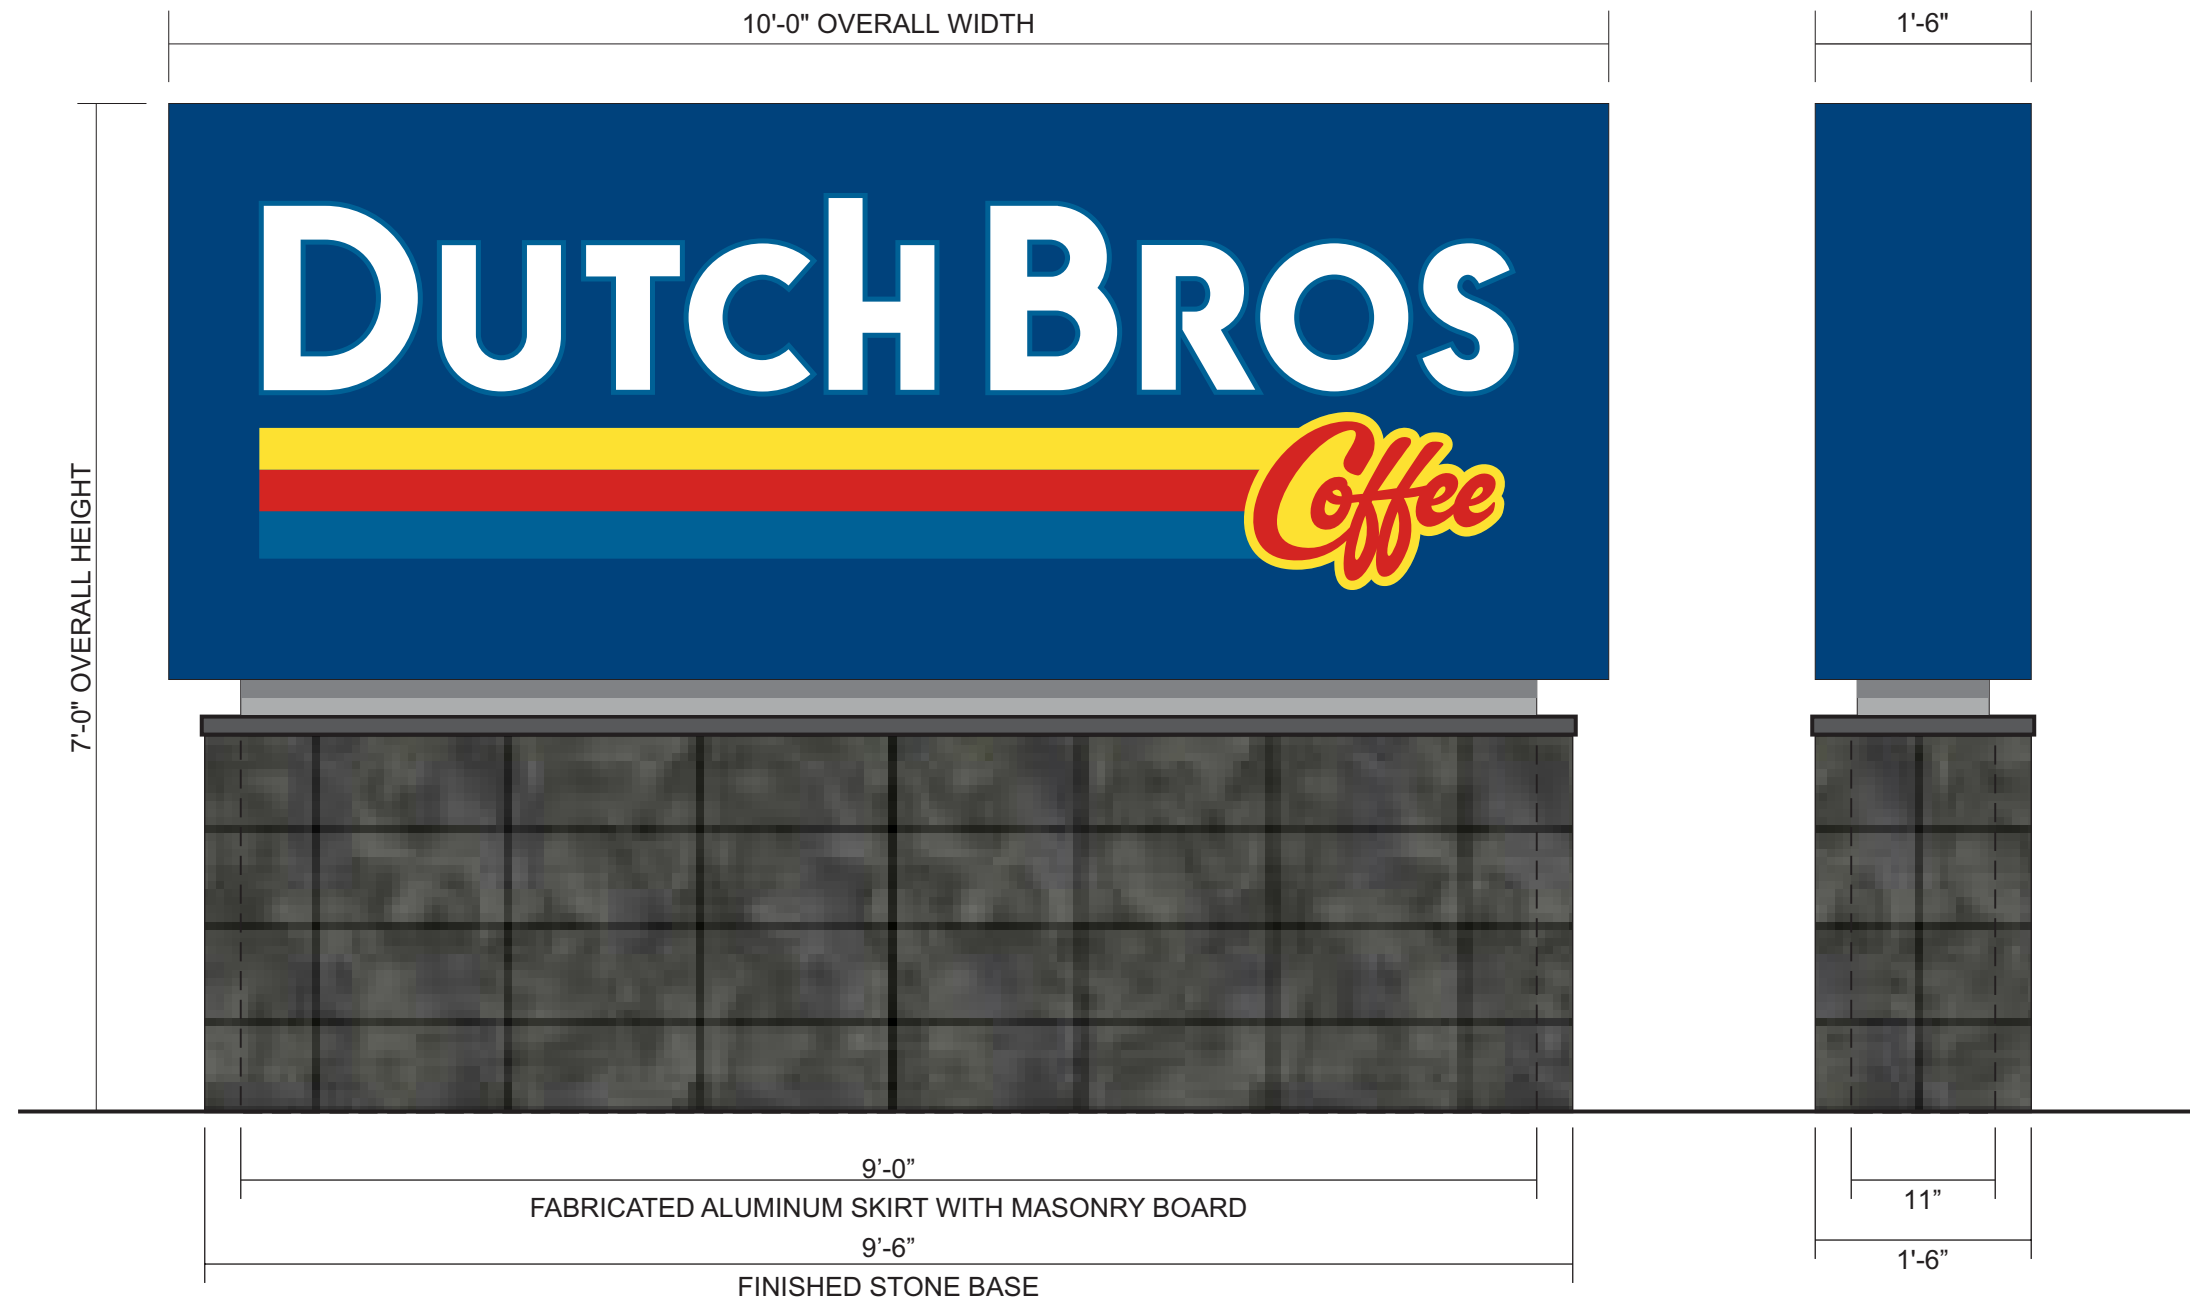 10'-0" OVERALL WIDTH
1'-6"
7'-0" OVERALL HEIGHT
DUTCH BROS
Coffee
9’-0”
FABRICATED ALUMINUM SKIRT WITH MASONRY BOARD
9’-6”
FINISHED STONE BASE
11”
1'-6”